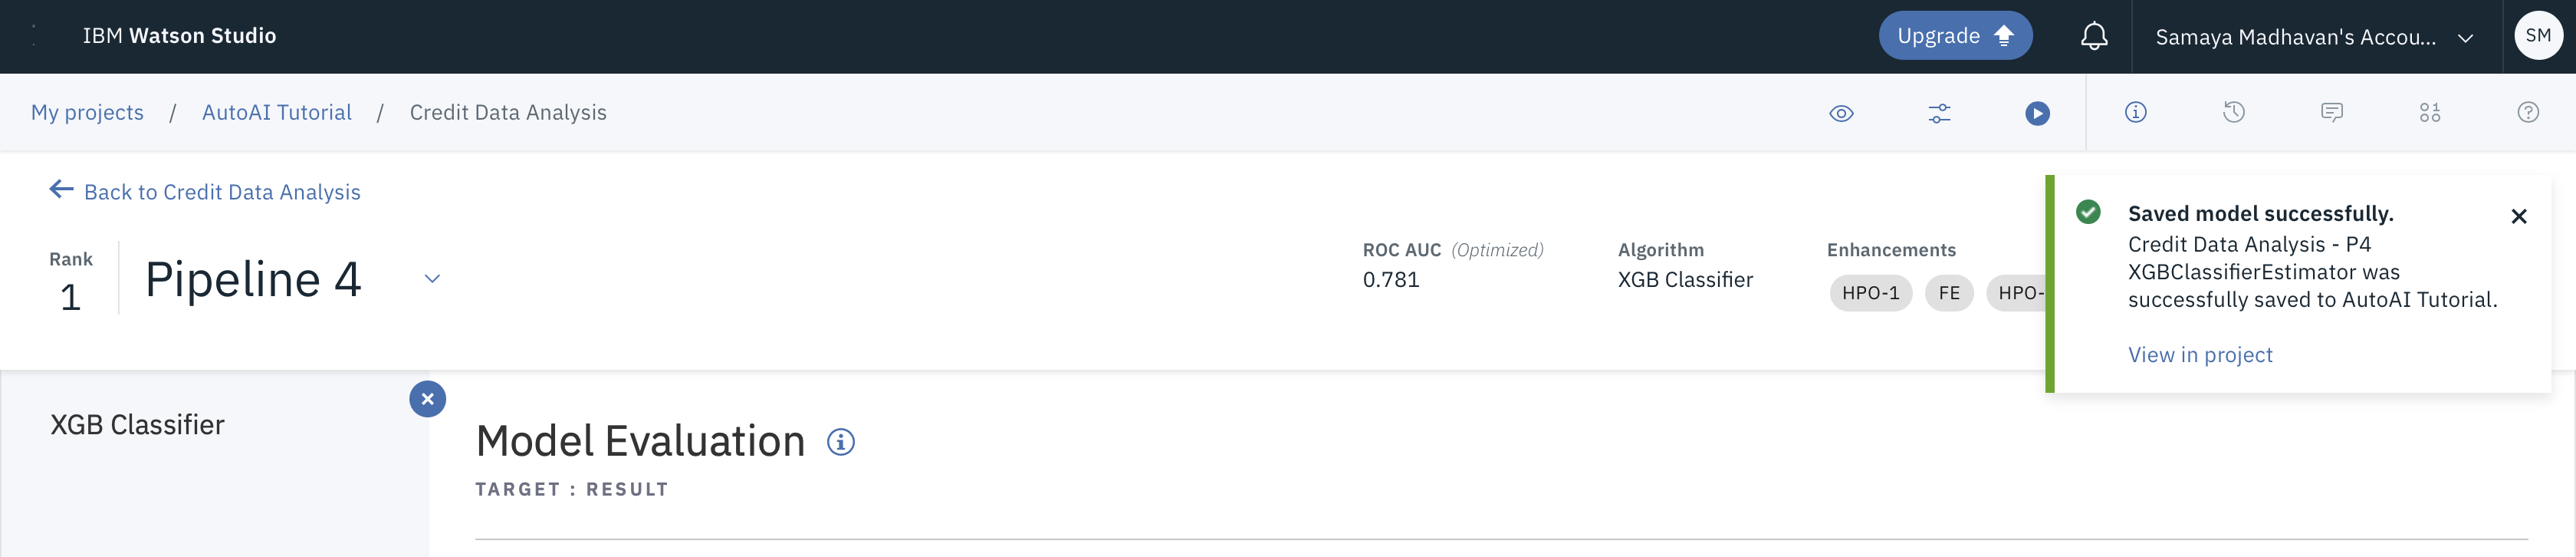 IBM Watson Studio
Upgrade
Samaya Madhavan's Accou...
SM
My projects / AutoAI Tutorial / Credit Data Analysis
Back to Credit Data Analysis
Rank
1
Pipeline 4
ROC AUC (Optimized)
0.781
Algorithm
XGB Classifier
Enhancements
HPO-1 FE HPO-
Saved model successfully.
Credit Data Analysis - P4
XGBClassifierEstimator was
successfully saved to AutoAI Tutorial.
View in project
XGB Classifier
Model Evaluation
TARGET : RESULT